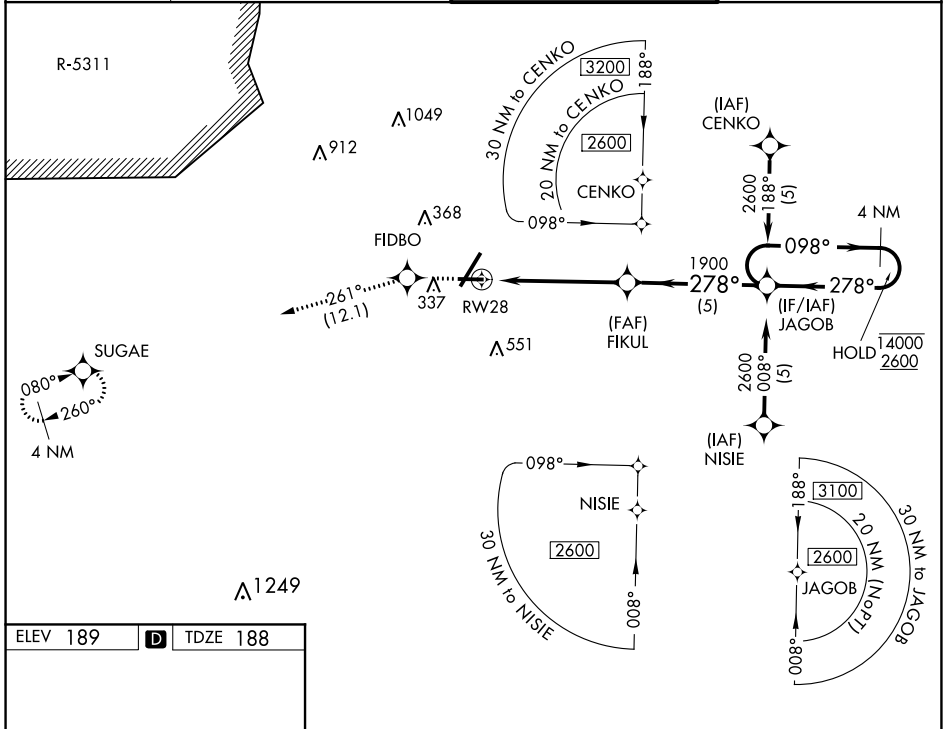 R-5311
1049
912
368
FIDBO
337
RW28
551
261°
(12.1)
SUGAE
080°
260°
4 NM
1249
30 NM to CENKO
3200
188°
20 NM to CENKO
2600
CENKO
098°
(IAF)
CENKO
2600
188°
(5)
4 NM
098°
1900
278°
(5)
278°
(FAF)
FIKUL
(IF/IAF)
JAGOB
HOLD
14000
2600
2600
008°
(5)
(IAF)
NISIE
098°
NISIE
2600
30 NM to NISIE
008°
188°
3100
20 NM (NoPT)
30 NM to JAGOB
2600
JAGOB
008°
ELEV 189
D
TDZE 188